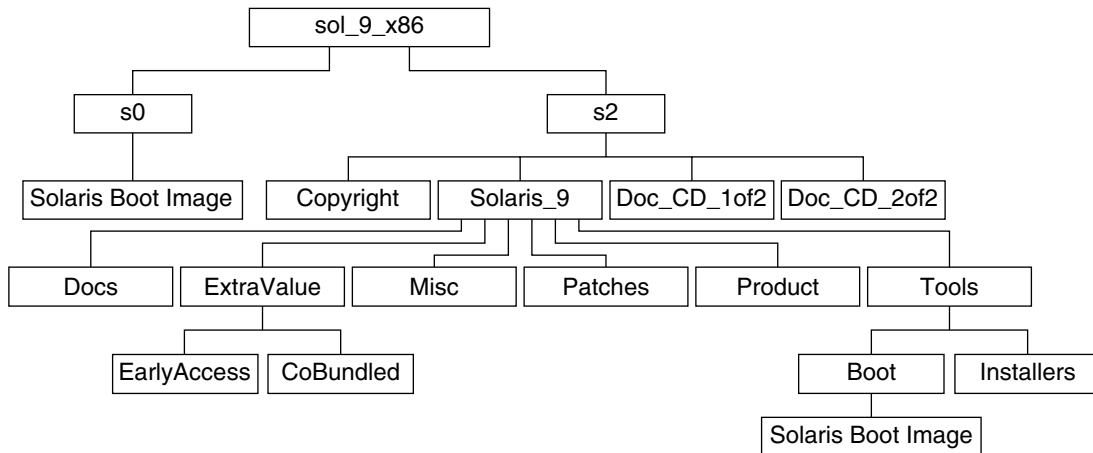 sol_9_x86
s0
s2
Solaris Boot Image
Copyright
Solaris_9
Doc_CD_1of2
Doc_CD_2of2
Docs
ExtraValue
Misc
Patches
Product
Tools
EarlyAccess
CoBundled
Boot
Installers
Solaris Boot Image